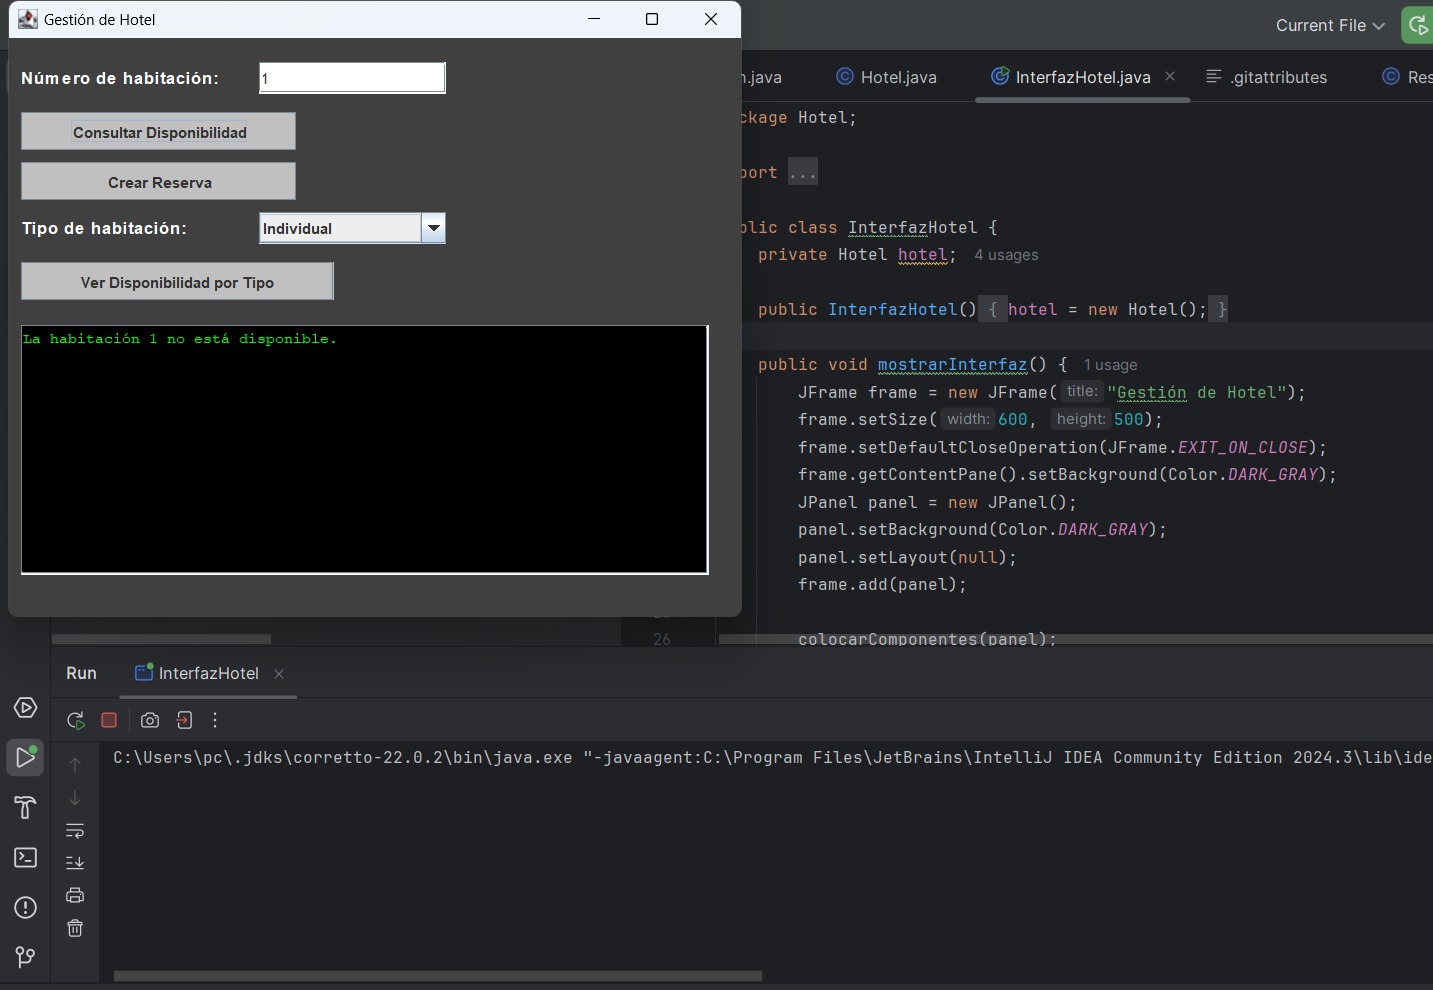 Gestión de Hotel
Número de habitación:
1
Consultar Disponibilidad
Crear Reserva
Tipo de habitación:
Individual
Ver Disponibilidad por Tipo
La habitación 1 no está disponible.
Current File
n.java
Hotel.java
InterfazHotel.java
.gitattributes
Res
ckage Hotel;
port ...
blic class InterfazHotel {
private Hotel hotel; 4 usages
public InterfazHotel() { hotel = new Hotel(); }
public void mostrarInterfaz() { 1 usage
JFrame frame = new JFrame( title: "Gestión de Hotel");
frame.setSize( width: 600, height: 500);
frame.setDefaultCloseOperation(JFrame.EXIT_ON_CLOSE);
frame.getContentPane().setBackground(Color.DARK_GRAY);
JPanel panel = new JPanel();
panel.setBackground(Color.DARK_GRAY);
panel.setLayout(null);
frame.add(panel);
26 colocarComponentes(panel);
Run
InterfazHotel
C:\Users\pc\.jdks\corretto-22.0.2\bin\java.exe "-javaagent:C:\Program Files\JetBrains\IntelliJ IDEA Community Edition 2024.3\lib\ide